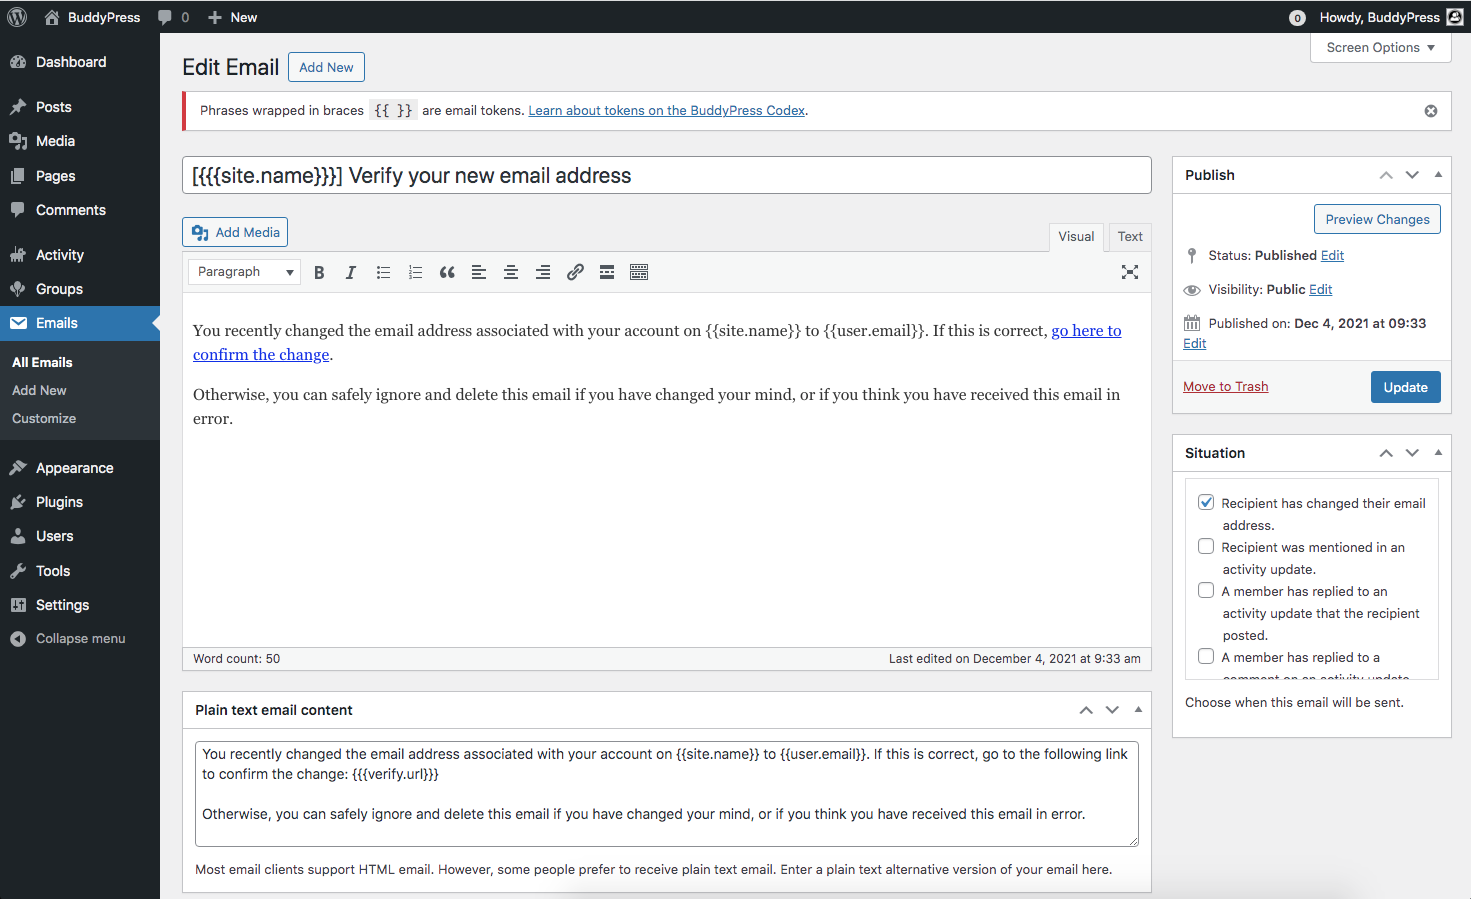 BuddyPress 0 New 0 Howdy, BuddyPress
Screen Options
Dashboard
Posts
Media
Pages
Comments
Activity
Groups
Emails
All Emails
Add New
Customize
Appearance
Plugins
Users
Tools
Settings
Collapse menu
Edit Email Add New
Phrases wrapped in braces {{ }} are email tokens. Learn about tokens on the BuddyPress Codex.
[{{{site.name}}}] Verify your new email address
Add Media
Visual Text
Paragraph B I
You recently changed the email address associated with your account on {{site.name}} to {{user.email}}. If this is correct, go here to
confirm the change.
Otherwise, you can safely ignore and delete this email if you have changed your mind, or if you think you have received this email in
error.
Word count: 50 Last edited on December 4, 2021 at 9:33 am
Plain text email content
You recently changed the email address associated with your account on {{site.name}} to {{user.email}}. If this is correct, go to the following link
to confirm the change: {{{verify.url}}}
Otherwise, you can safely ignore and delete this email if you have changed your mind, or if you think you have received this email in error.
Most email clients support HTML email. However, some people prefer to receive plain text email. Enter a plain text alternative version of your email here.
Publish
Preview Changes
Status: Published Edit
Visibility: Public Edit
Published on: Dec 4, 2021 at 09:33
Edit
Move to Trash Update
Situation
Recipient has changed their email
address.
Recipient was mentioned in an
activity update.
A member has replied to an
activity update that the recipient
posted.
A member has replied to a
comment on an activity update
Choose when this email will be sent.